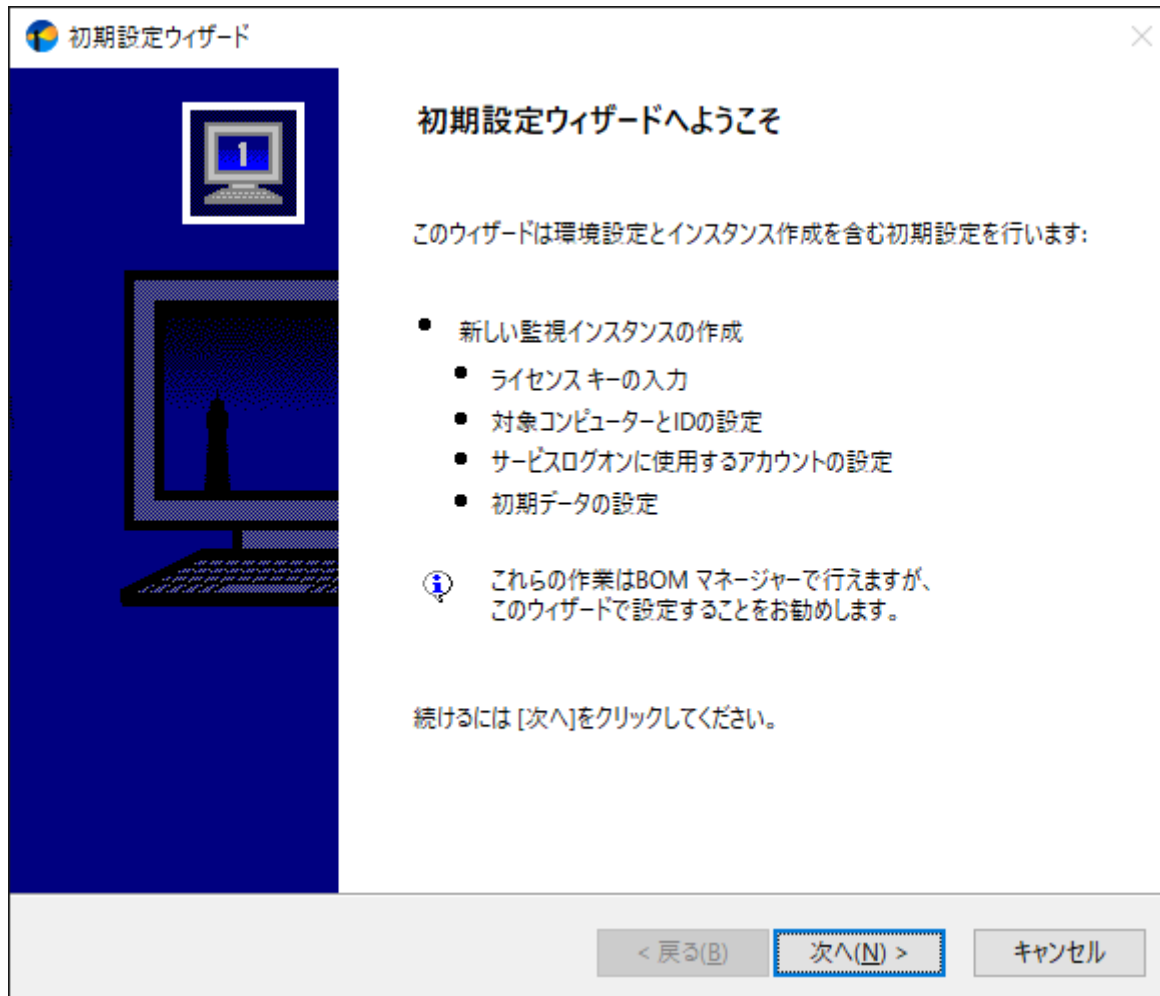 初期設定ウィザード
初期設定ウィザードへようこそ
1
このウィザードは環境設定とインスタンス作成を含む初期設定を行います:
● 新しい監視インスタンスの作成
● ライセンス キーの入力
● 対象コンピューターとIDの設定
● サービスログオンに使用するアカウントの設定
● 初期データの設定
これらの作業はBOM マネージャーで行えますが、
このウィザードで設定することをお勧めします。
続けるには [次へ]をクリックしてください。
< 戻る(B)
次へ(N) >
キャンセル